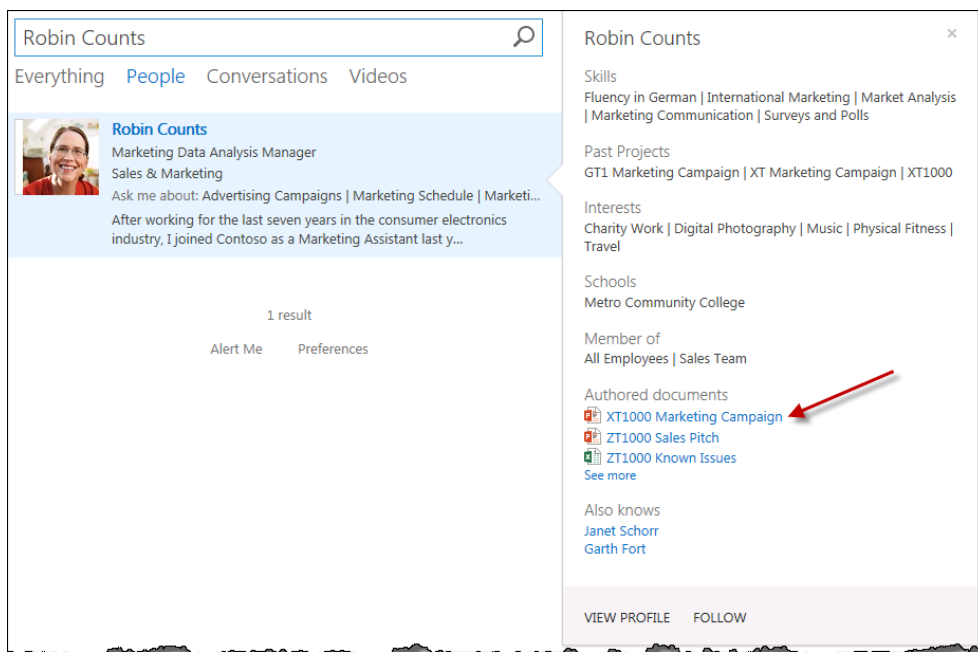 Robin Counts
Everything People Conversations Videos
Robin Counts
Marketing Data Analysis Manager
Sales & Marketing
Ask me about: Advertising Campaigns | Marketing Schedule | Marketi...
After working for the last seven years in the consumer electronics
industry, I joined Contoso as a Marketing Assistant last y...
1 result
Alert Me Preferences
Robin Counts
Skills
Fluency in German | International Marketing | Market Analysis
| Marketing Communication | Surveys and Polls
Past Projects
GT1 Marketing Campaign | XT Marketing Campaign | XT1000
Interests
Charity Work | Digital Photography | Music | Physical Fitness |
Travel
Schools
Metro Community College
Member of
All Employees | Sales Team
Authored documents
XT1000 Marketing Campaign
ZT1000 Sales Pitch
ZT1000 Known Issues
See more
Also knows
Janet Schorr
Garth Fort
VIEW PROFILE FOLLOW